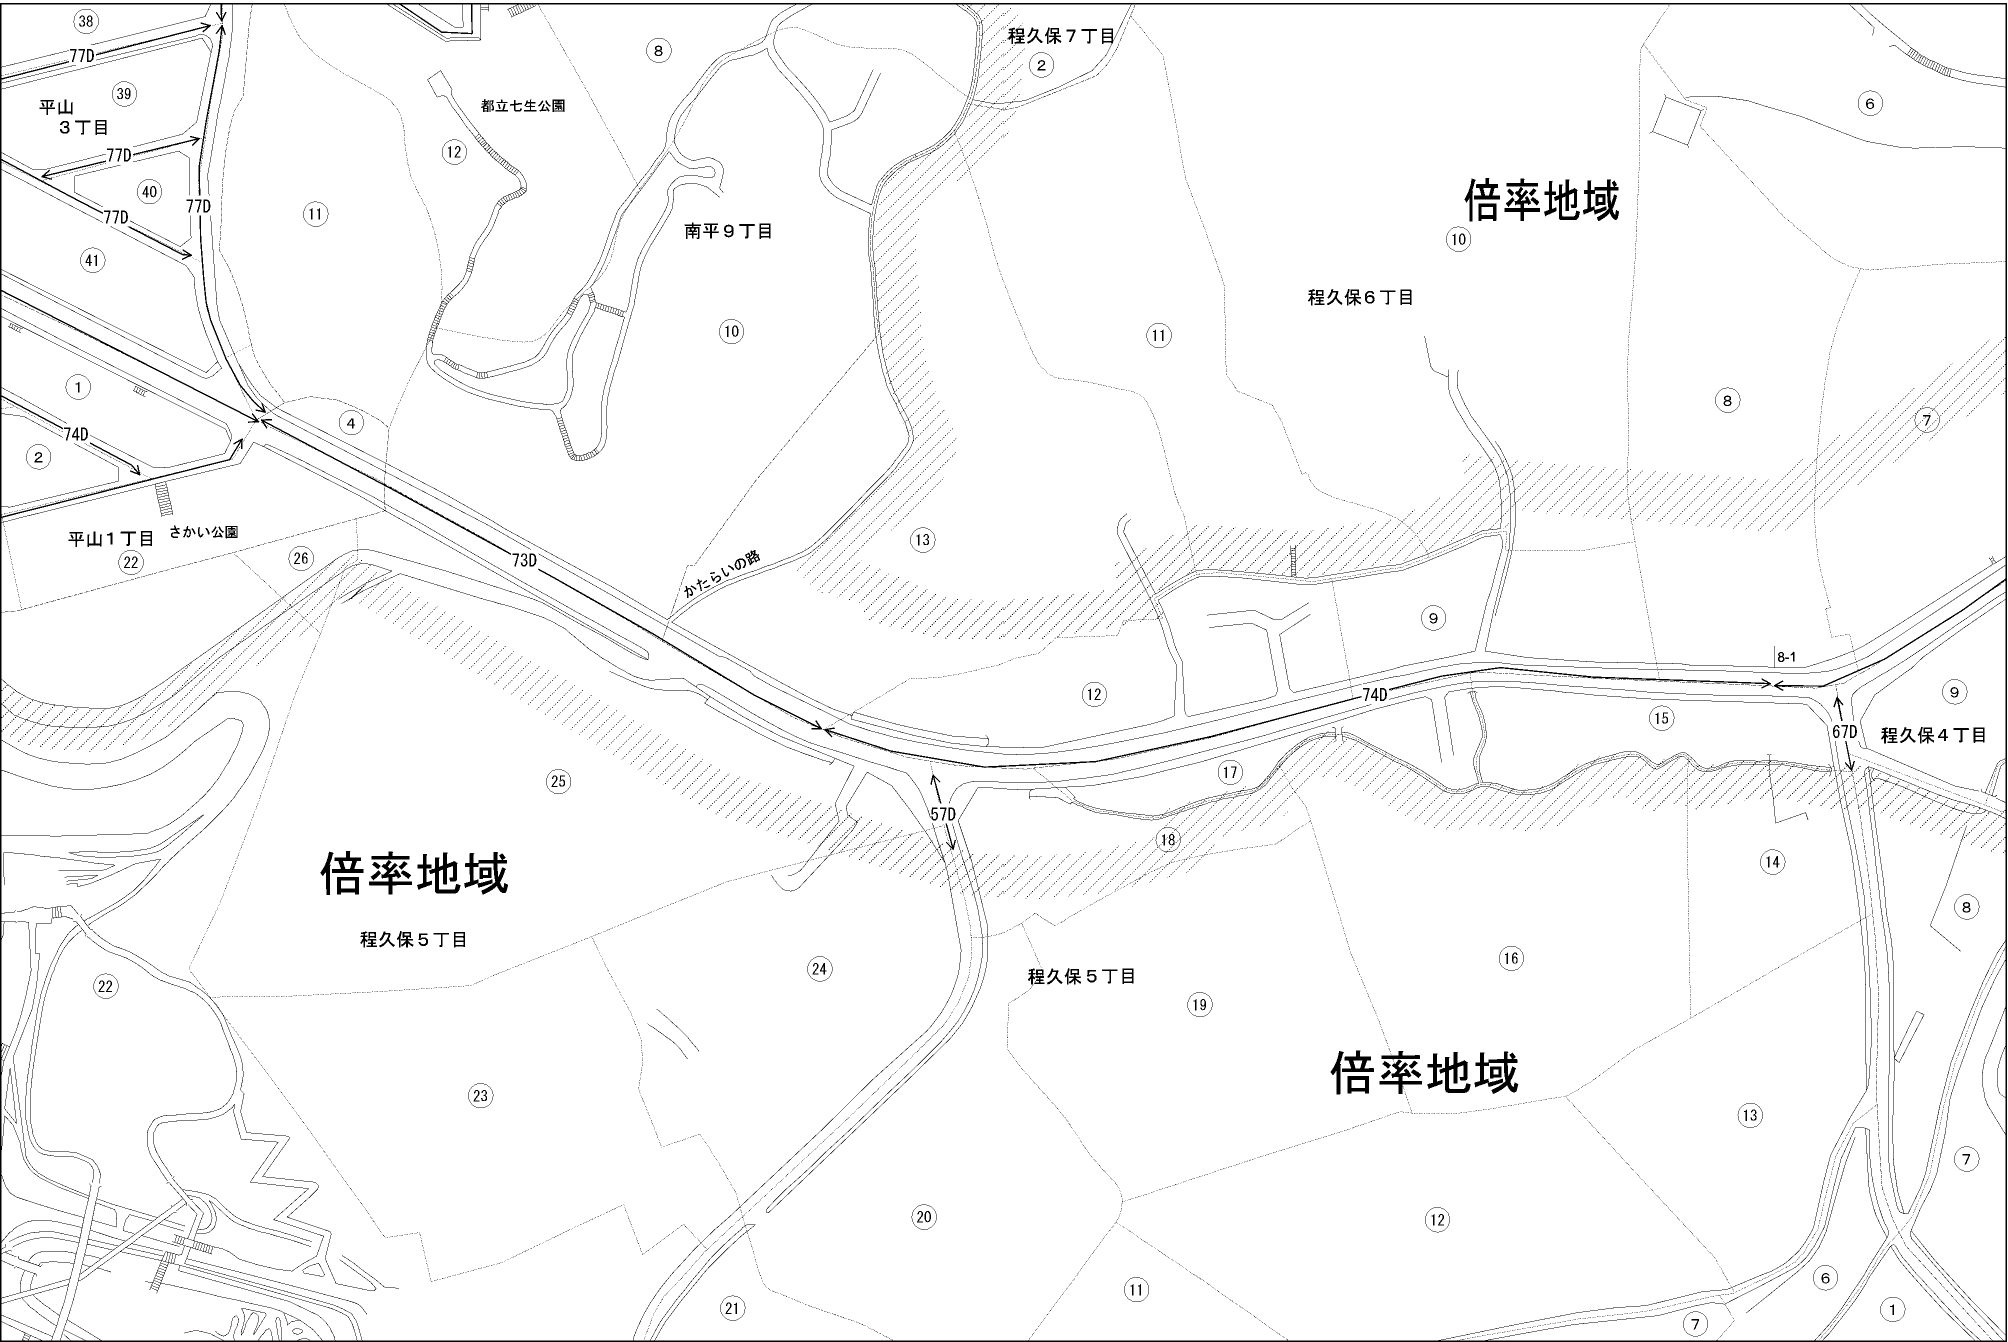 38
77D
39
平山
３丁目
77D
40
77D
77D
41
11
12
8
都立七生公園
程久保７丁目
2
6
南平９丁目
倍率地域
10
程久保６丁目
10
11
8
7
1
74D
2
4
平山１丁目
さかい公園
22
26
73D
かたらいの路
13
9
12
74D
8-1
15
67D
9
程久保４丁目
25
57D
17
18
14
倍率地域
程久保５丁目
24
程久保５丁目
16
8
22
19
23
倍率地域
13
7
20
12
21
11
6
7
1